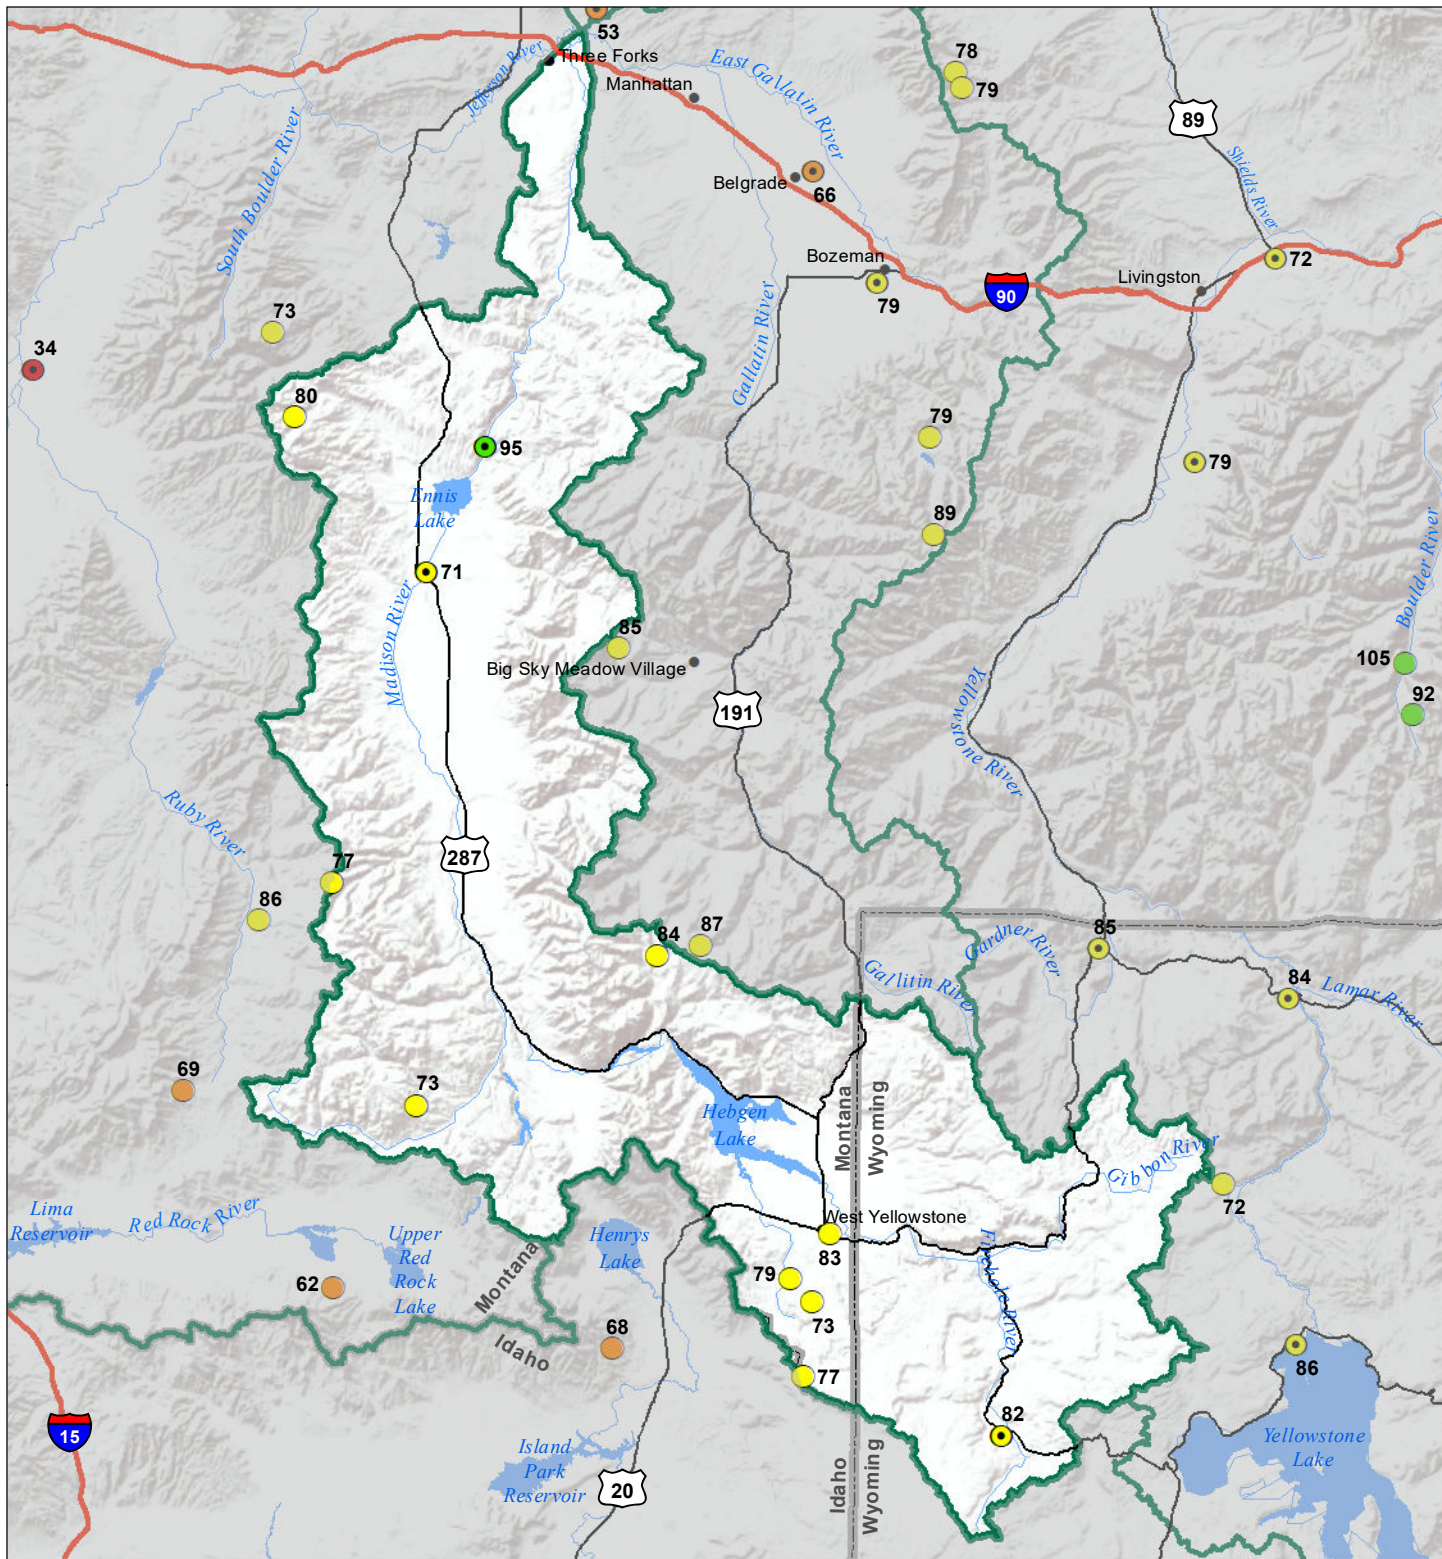 53
Three Forks
Jefferson River
Manhattan
East Gallatin River
78
79
89
Shields River
South Boulder River
Belgrade
66
Bozeman
79
90
Livingston
72
73
34
80
Gallatin River
95
79
79
Ennis
Lake
89
71
Boulder River
Madison River
85
Big Sky Meadow Village
105
92
191
Yellowstone River
Ruby River
287
77
86
84
87
85
Gardner River
Gallitin River
84
Lamar River
69
73
Hebgen
Lake
Montana
Wyoming
Gibbon River
72
Lima
Reservoir
Red Rock River
Upper
Red
Rock
Lake
Henrys
Lake
West Yellowstone
83
Firehole River
Montana
Idaho
62
79
73
68
77
86
15
82
Yellowstone
Lake
Island
Park
Reservoir
20
Idaho
Wyoming